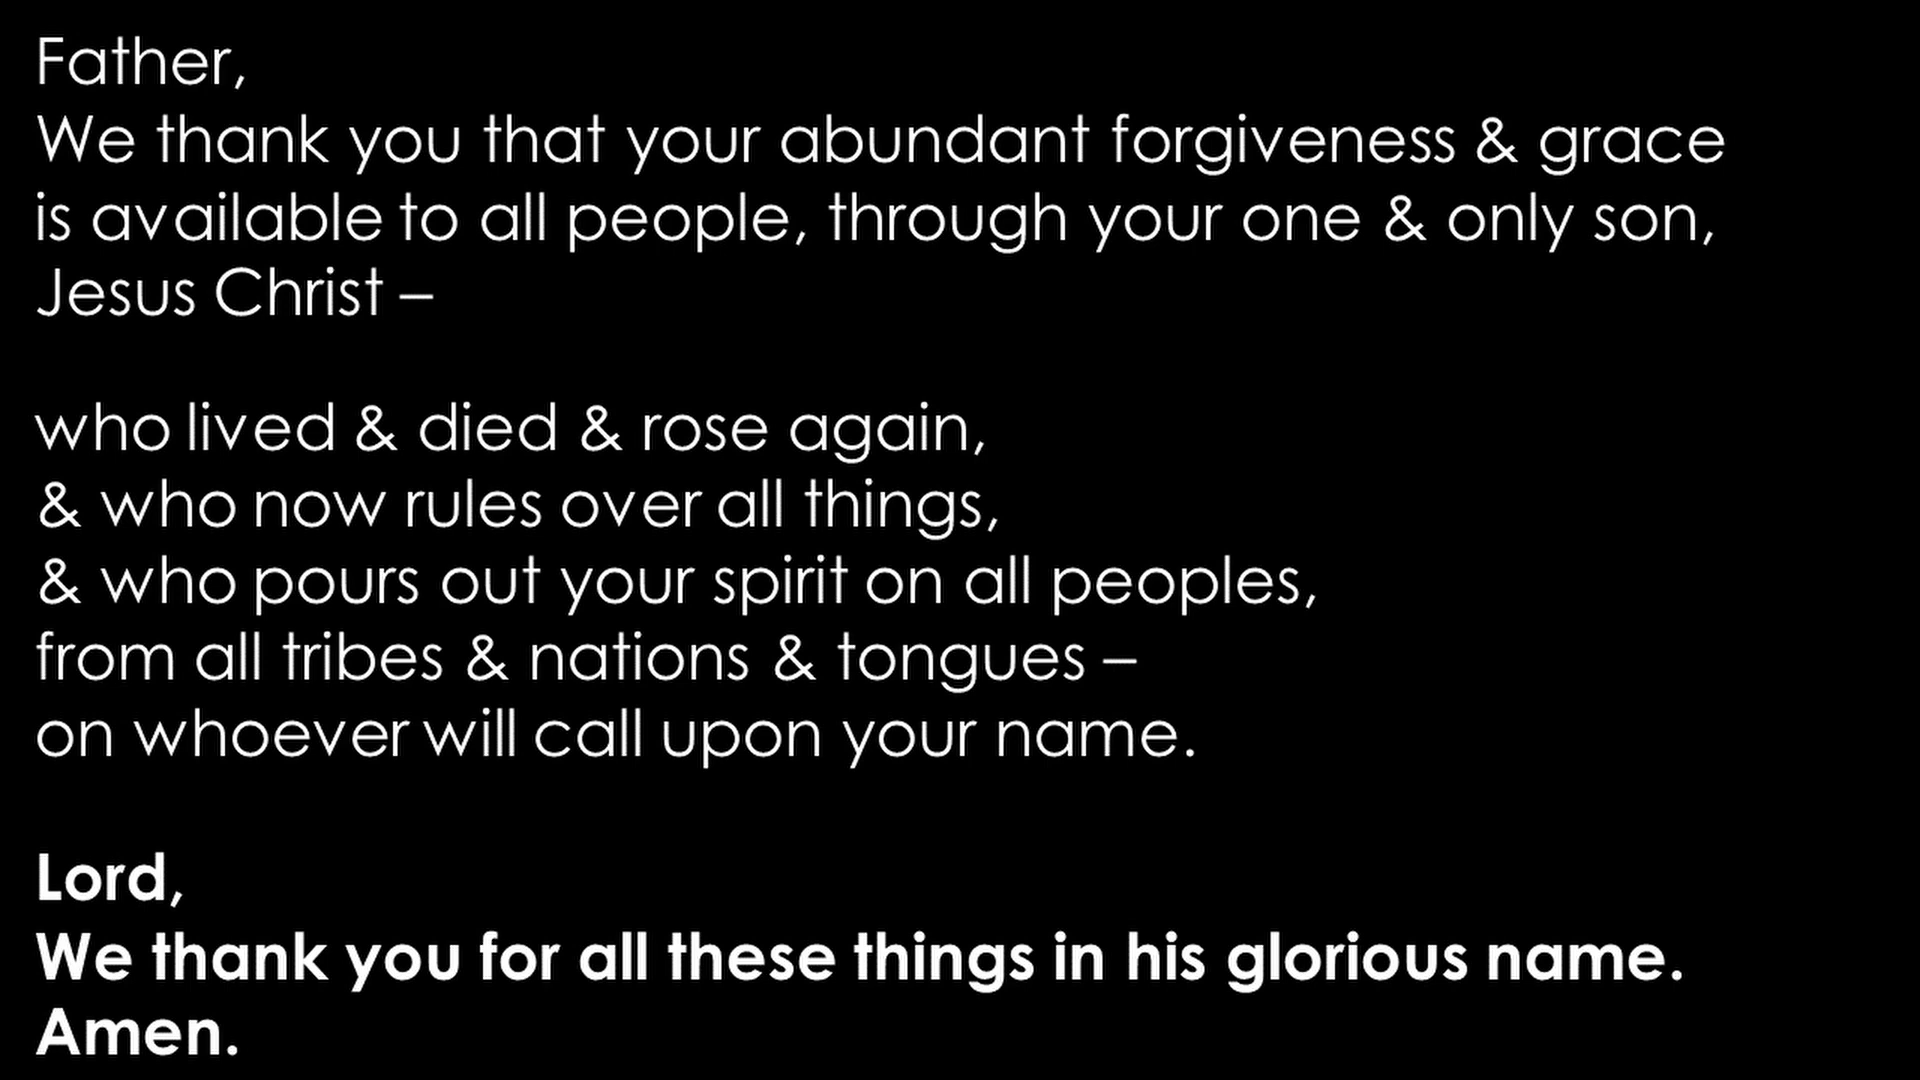 Father,
We thank you that your abundant forgiveness & grace
is available to all people, through your one & only son,
Jesus Christ –
who lived & died & rose again,
& who now rules over all things,
& who pours out your spirit on all peoples,
from all tribes & nations & tongues –
on whoever will call upon your name.
Lord,
We thank you for all these things in his glorious name.
Amen.